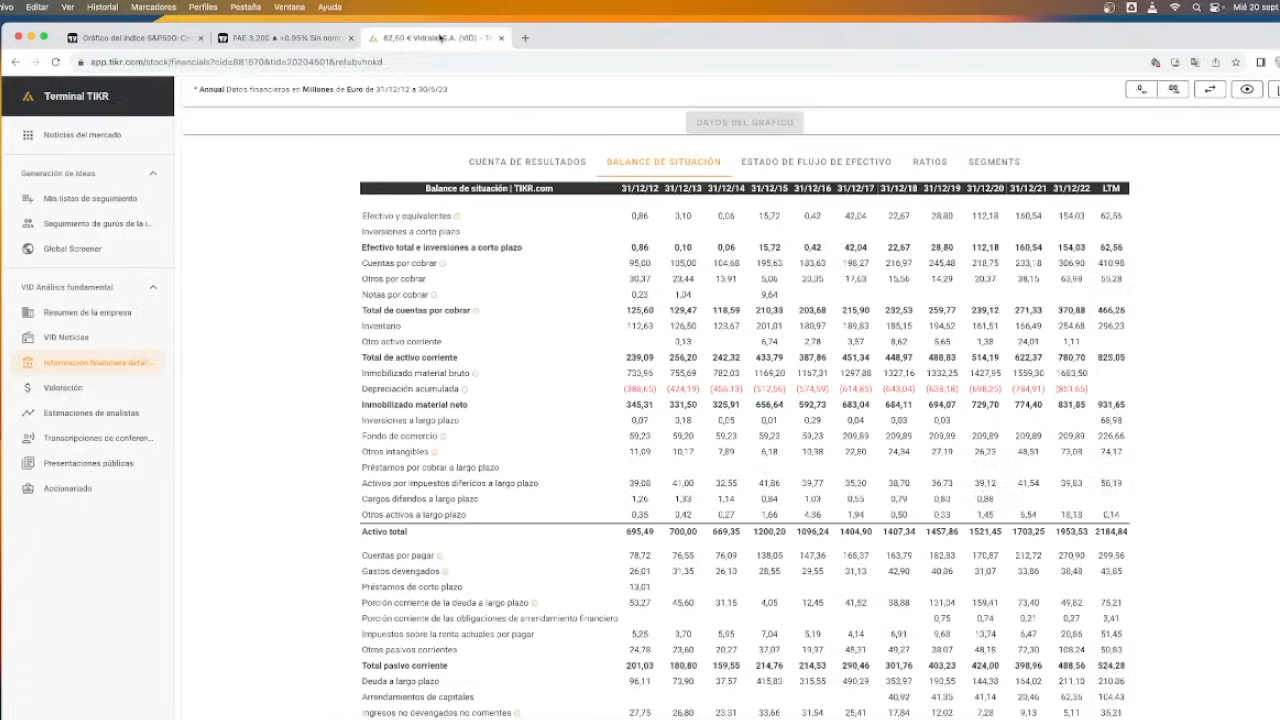 Editar Ver Historial Marcadores Perfiles Pestaña Ventana Ayuda Mié 20 sept
Gráfico del índice S&P500: Co FAE 3.200 ▲ +0.95% Sin nom 82,50 € Vidrala S.A. (VID) - Te
app.tikr.com/stock/financials?cid=881570&tid=20204501&ref=bvhokd
Terminal TIKR
Noticias del mercado
Generación de ideas
Mis listas de seguimiento
Seguimiento de gurús de la i...
Global Screener
VID Análisis fundamental
Resumen de la empresa
VID Noticias
Información financiera detal...
Valoración
Estimaciones de analistas
Transcripciones de conferen...
Presentaciones públicas
Accionariado
* Annual Datos financieros en Millones de Euro de 31/12/12 a 30/6/23
DATOS DEL GRÁFICO
CUENTA DE RESULTADOS BALANCE DE SITUACIÓN ESTADO DE FLUJO DE EFECTIVO RATIOS SEGMENTS
Balance de situación | TIKR.com 31/12/12 31/12/13 31/12/14 31/12/15 31/12/16 31/12/17 31/12/18 31/12/19 31/12/20 31/12/21 31/12/22 LTM
Efectivo y equivalentes 0,86 0,10 0,06 15,72 0,42 42,04 22,67 28,80 112,18 160,54 154,03 62,56
Inversiones a corto plazo
Efectivo total e inversiones a corto plazo 0,86 0,10 0,06 15,72 0,42 42,04 22,67 28,80 112,18 160,54 154,03 62,56
Cuentas por cobrar 95,00 105,00 104,68 195,63 183,63 198,27 216,97 245,48 218,75 233,18 306,90 410,98
Otros por cobrar 30,37 23,44 13,91 5,06 20,05 17,63 15,56 14,29 20,37 38,15 63,98 55,28
Notas por cobrar 0,23 1,04 9,64
Total de cuentas por cobrar 125,60 129,47 118,59 210,33 203,68 215,90 232,53 259,77 239,12 271,33 370,88 466,26
Inventario 112,63 126,50 123,67 201,01 180,97 189,83 185,15 194,62 161,51 166,49 254,68 296,23
Otro activo corriente 0,13 6,74 2,78 3,57 8,62 5,65 1,38 24,01 1,11
Total de activo corriente 239,09 256,20 242,32 433,79 387,86 451,34 448,97 488,83 514,19 622,37 780,70 825,05
Inmobilizado material bruto 733,96 755,69 782,03 1169,20 1167,31 1297,88 1327,16 1332,25 1427,95 1559,30 1683,50
Depreciación acumulada (388,65) (424,19) (456,13) (512,56) (574,59) (614,85) (643,04) (638,18) (698,25) (784,91) (851,65)
Inmobilizado material neto 345,31 331,50 325,91 656,64 592,73 683,04 684,11 694,07 729,70 774,40 831,85 931,65
Inversiones a largo plazo 0,07 0,18 0,05 0,01 0,29 0,04 0,03 0,03 68,98
Fondo de comercio 59,23 59,20 59,23 59,23 59,23 209,89 209,89 209,89 209,89 209,89 209,89 226,66
Otros intangibles 11,09 10,17 7,89 6,18 10,98 22,80 24,34 27,19 26,23 48,51 73,08 74,17
Préstamos por cobrar a largo plazo
Activos por impuestos diferidos a largo plazo 39,08 41,00 32,55 41,86 39,77 35,30 38,70 36,73 39,12 41,54 39,83 58,19
Cargos diferidos a largo plazo 1,26 1,33 1,14 0,84 1,03 0,55 0,79 0,80 0,88
Otros activos a largo plazo 0,35 0,42 0,27 1,66 4,36 1,94 0,50 0,33 1,45 6,54 18,18 0,14
Activo total 695,49 700,00 669,35 1200,20 1096,24 1404,90 1407,34 1457,86 1521,45 1703,25 1953,53 2184,84
Cuentas por pagar 78,72 76,55 76,09 138,05 147,36 168,37 163,79 182,83 170,87 212,72 270,90 299,56
Gastos devengados 26,01 31,35 26,10 28,55 29,55 31,13 42,90 40,86 31,07 33,86 38,48 43,85
Préstamos de corto plazo 13,01
Porción corriente de la deuda a largo plazo 53,27 45,60 31,15 4,05 12,45 41,52 38,88 131,04 159,41 73,40 49,82 75,21
Porción corriente de las obligaciones de arrendamiento financiero 0,75 0,74 0,21 0,27 3,41
Impuestos sobre la renta actuales por pagar 5,25 3,70 5,95 7,04 5,19 4,14 6,91 9,68 13,74 6,47 20,86 51,45
Otros pasivos corrientes 24,78 23,60 20,27 37,07 19,97 45,31 49,27 38,07 48,18 72,30 108,24 50,80
Total pasivo corriente 201,03 180,80 159,55 214,76 214,53 290,46 301,76 403,23 424,00 398,96 488,56 524,28
Deuda a largo plazo 96,11 73,90 37,57 415,83 315,55 490,29 353,97 190,55 144,38 164,02 211,10 210,86
Arrendamientos de capitales 40,92 41,35 41,14 20,46 62,36 104,43
Ingresos no devengados no corrientes 27,75 26,80 23,31 33,66 31,54 25,41 17,84 12,02 7,28 9,13 5,11 35,21